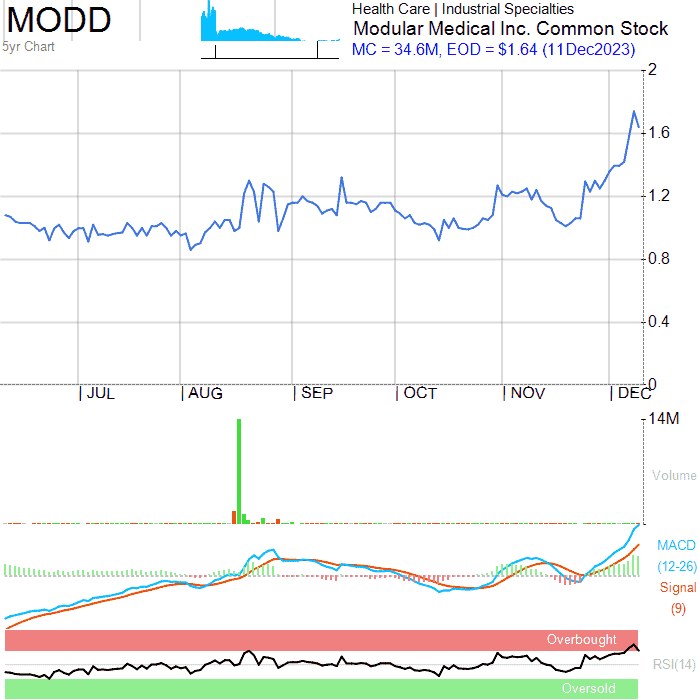 MODD
5yr Chart
Health Care | Industrial Specialties
Modular Medical Inc. Common Stock
MC = 34.6M, EOD = $1.64 (11Dec2023)
2
1.6
1.2
0.8
0.4
0
| JUL | AUG | SEP | OCT | NOV | DEC
14M
Volume
MACD
(12-26)
Signal
(9)
Overbought
RSI(14)
Oversold